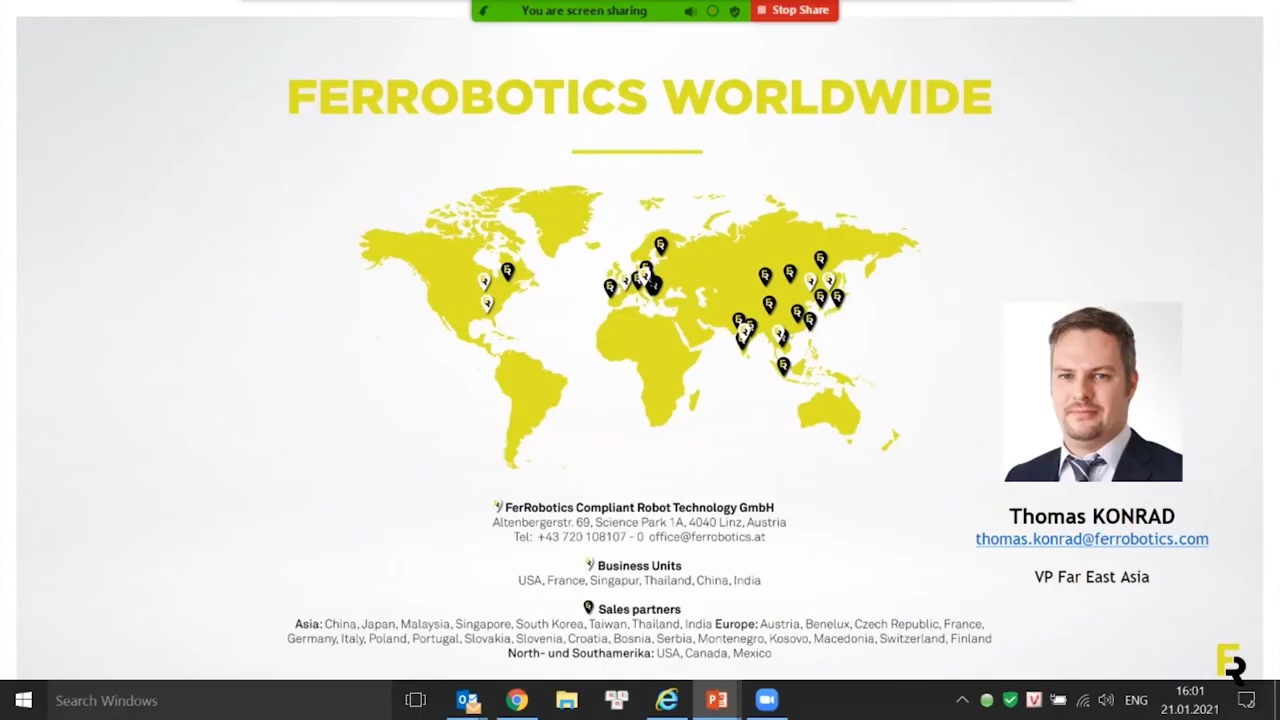 You are screen sharing
Stop Share
FERROBOTICS WORLDWIDE
FerRobotics Compliant Robot Technology GmbH
Altenbergerstr. 69, Science Park 1A, 4040 Linz, Austria
Tel: +43 720 108107 - 0 office@ferrobotics.at
Business Units
USA, France, Singapur, Thailand, China, India
Sales partners
Asia: China, Japan, Malaysia, Singapore, South Korea, Taiwan, Thailand, India Europe: Austria, Benelux, Czech Republic, France,
Germany, Italy, Poland, Portugal, Slovakia, Slovenia, Croatia, Bosnia, Serbia, Montenegro, Kosovo, Macedonia, Switzerland, Finland
North- und Southamerika: USA, Canada, Mexico
Thomas KONRAD
thomas.konrad@ferrobotics.com
VP Far East Asia
FR
Search Windows
ENG
16:01
21.01.2021